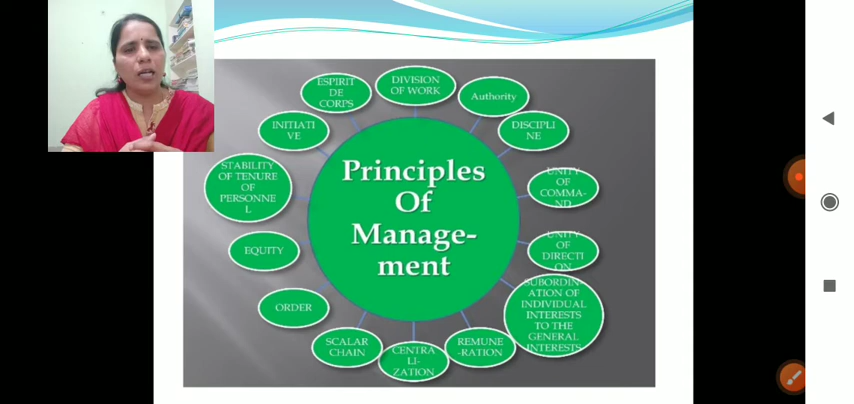 Principles
Of
Manage-
ment
DIVISION
OF WORK
Authority
DISCIPLI
NE
UNITY
OF
COMMA-
ND
UNITY
OF
DIRECTI
ON
SUBORDIN-
ATION OF
INDIVIDUAL
INTERESTS
TO THE
GENERAL
INTERESTS
REMUNE
-RATION
CENTRA
LI-
ZATION
SCALAR
CHAIN
ORDER
EQUITY
STABILITY
OF TENURE
OF
PERSONNE
L
INITIATI
VE
ESPIRIT
DE
CORPS